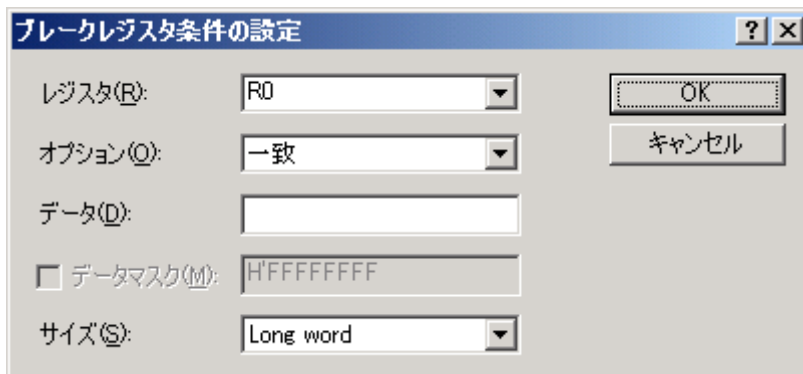 ブレークレジスタ条件の設定
レジスタ(R): R0 OK
オプション(O): 一致 キャンセル
データ(D):
データマスク(M): H'FFFFFFFF
サイズ(S): Long word